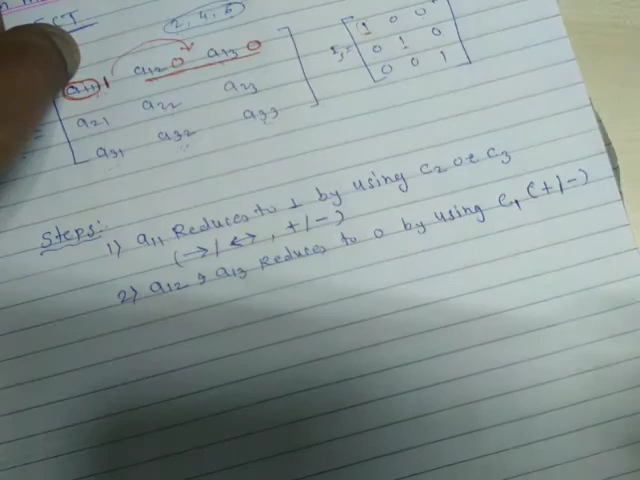 ECT
2, 4, 6
a11 1 a12 0 a13 0
a21 a22 a23
a31 a32 a33
1 0 0
0 1 0
0 0 1
Steps:
1) a11 Reduces to 1 by using C2 or C3
(→/↔, +/-)
2) a12 & a13 Reduces to 0 by using C1 (+/-)